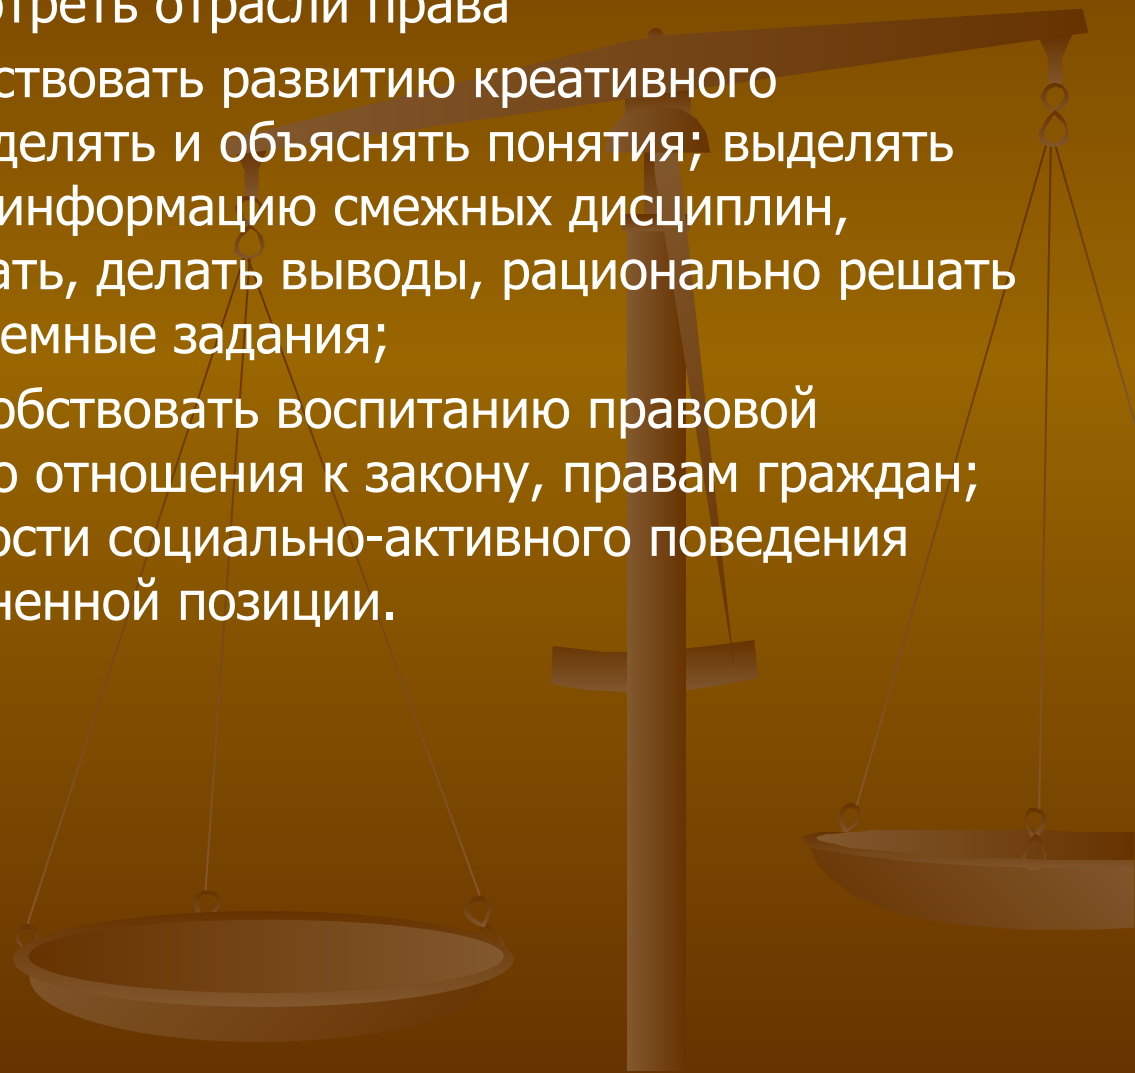 отреть отрасли права
ствовать развитию креативного
делять и объяснять понятия; выделять
информацию смежных дисциплин,
ать, делать выводы, рационально решать
емные задания;
обствовать воспитанию правовой
о отношения к закону, правам граждан;
ости социально-активного поведения
ненной позиции.